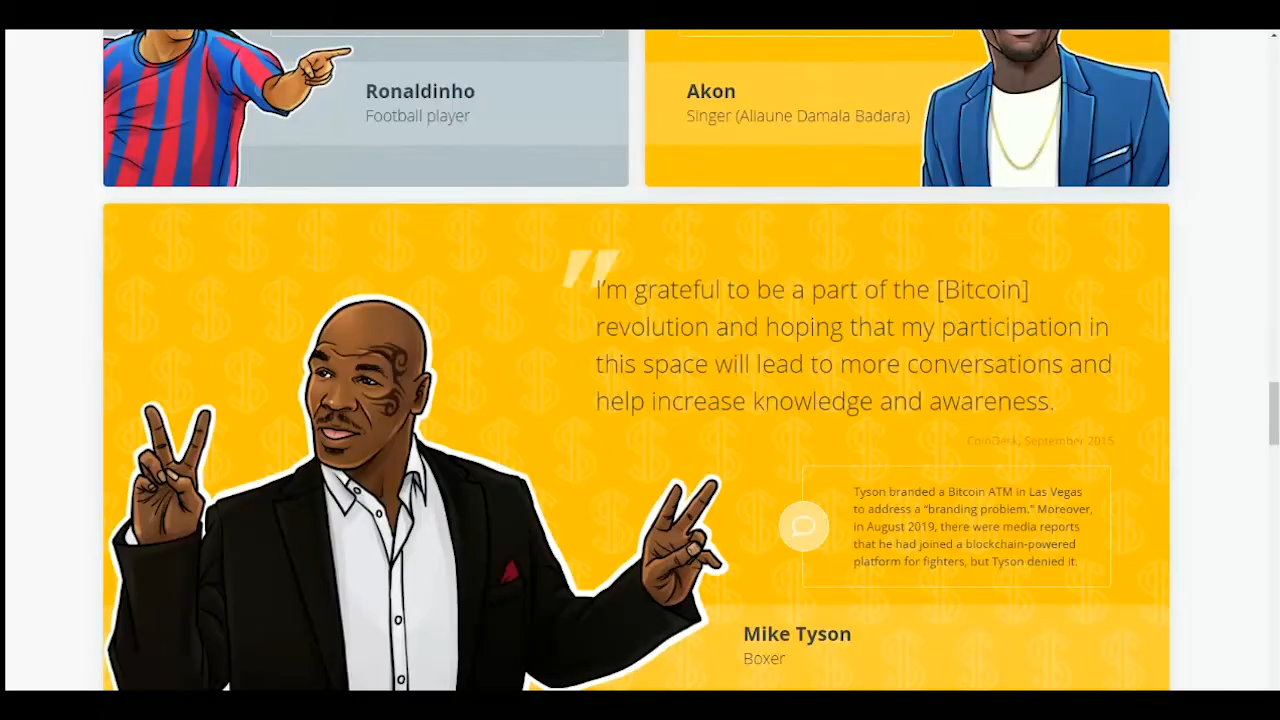 Ronaldinho
Football player
Akon
Singer (Aliaune Damala Badara)
"
I'm grateful to be a part of the [Bitcoin]
revolution and hoping that my participation in
this space will lead to more conversations and
help increase knowledge and awareness.
CoinDesk, September 2015
Tyson branded a Bitcoin ATM in Las Vegas
to address a “branding problem.” Moreover,
in August 2019, there were media reports
that he had joined a blockchain-powered
platform for fighters, but Tyson denied it.
Mike Tyson
Boxer